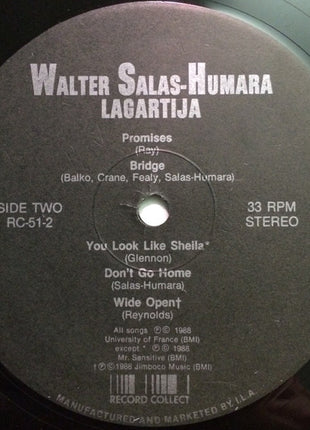 WALTER SALAS-HUMARA
LAGARTIJA
Promises
(Ray)
Bridge
(Balko, Crane, Fealy, Salas-Humara)
SIDE TWO
RC-51-2
33 RPM
STEREO
You Look Like Sheila*
(Glennon)
Don't Go Home
(Salas-Humara)
Wide Open†
(Reynolds)
All songs ℗© 1988
University of France (BMI)
except * ℗© 1988
Mr. Sensitive (BMI)
† ℗© 1988 Jimboco Music (BMI)
RECORD COLLECT
MANUFACTURED AND MARKETED BY I.L.A.